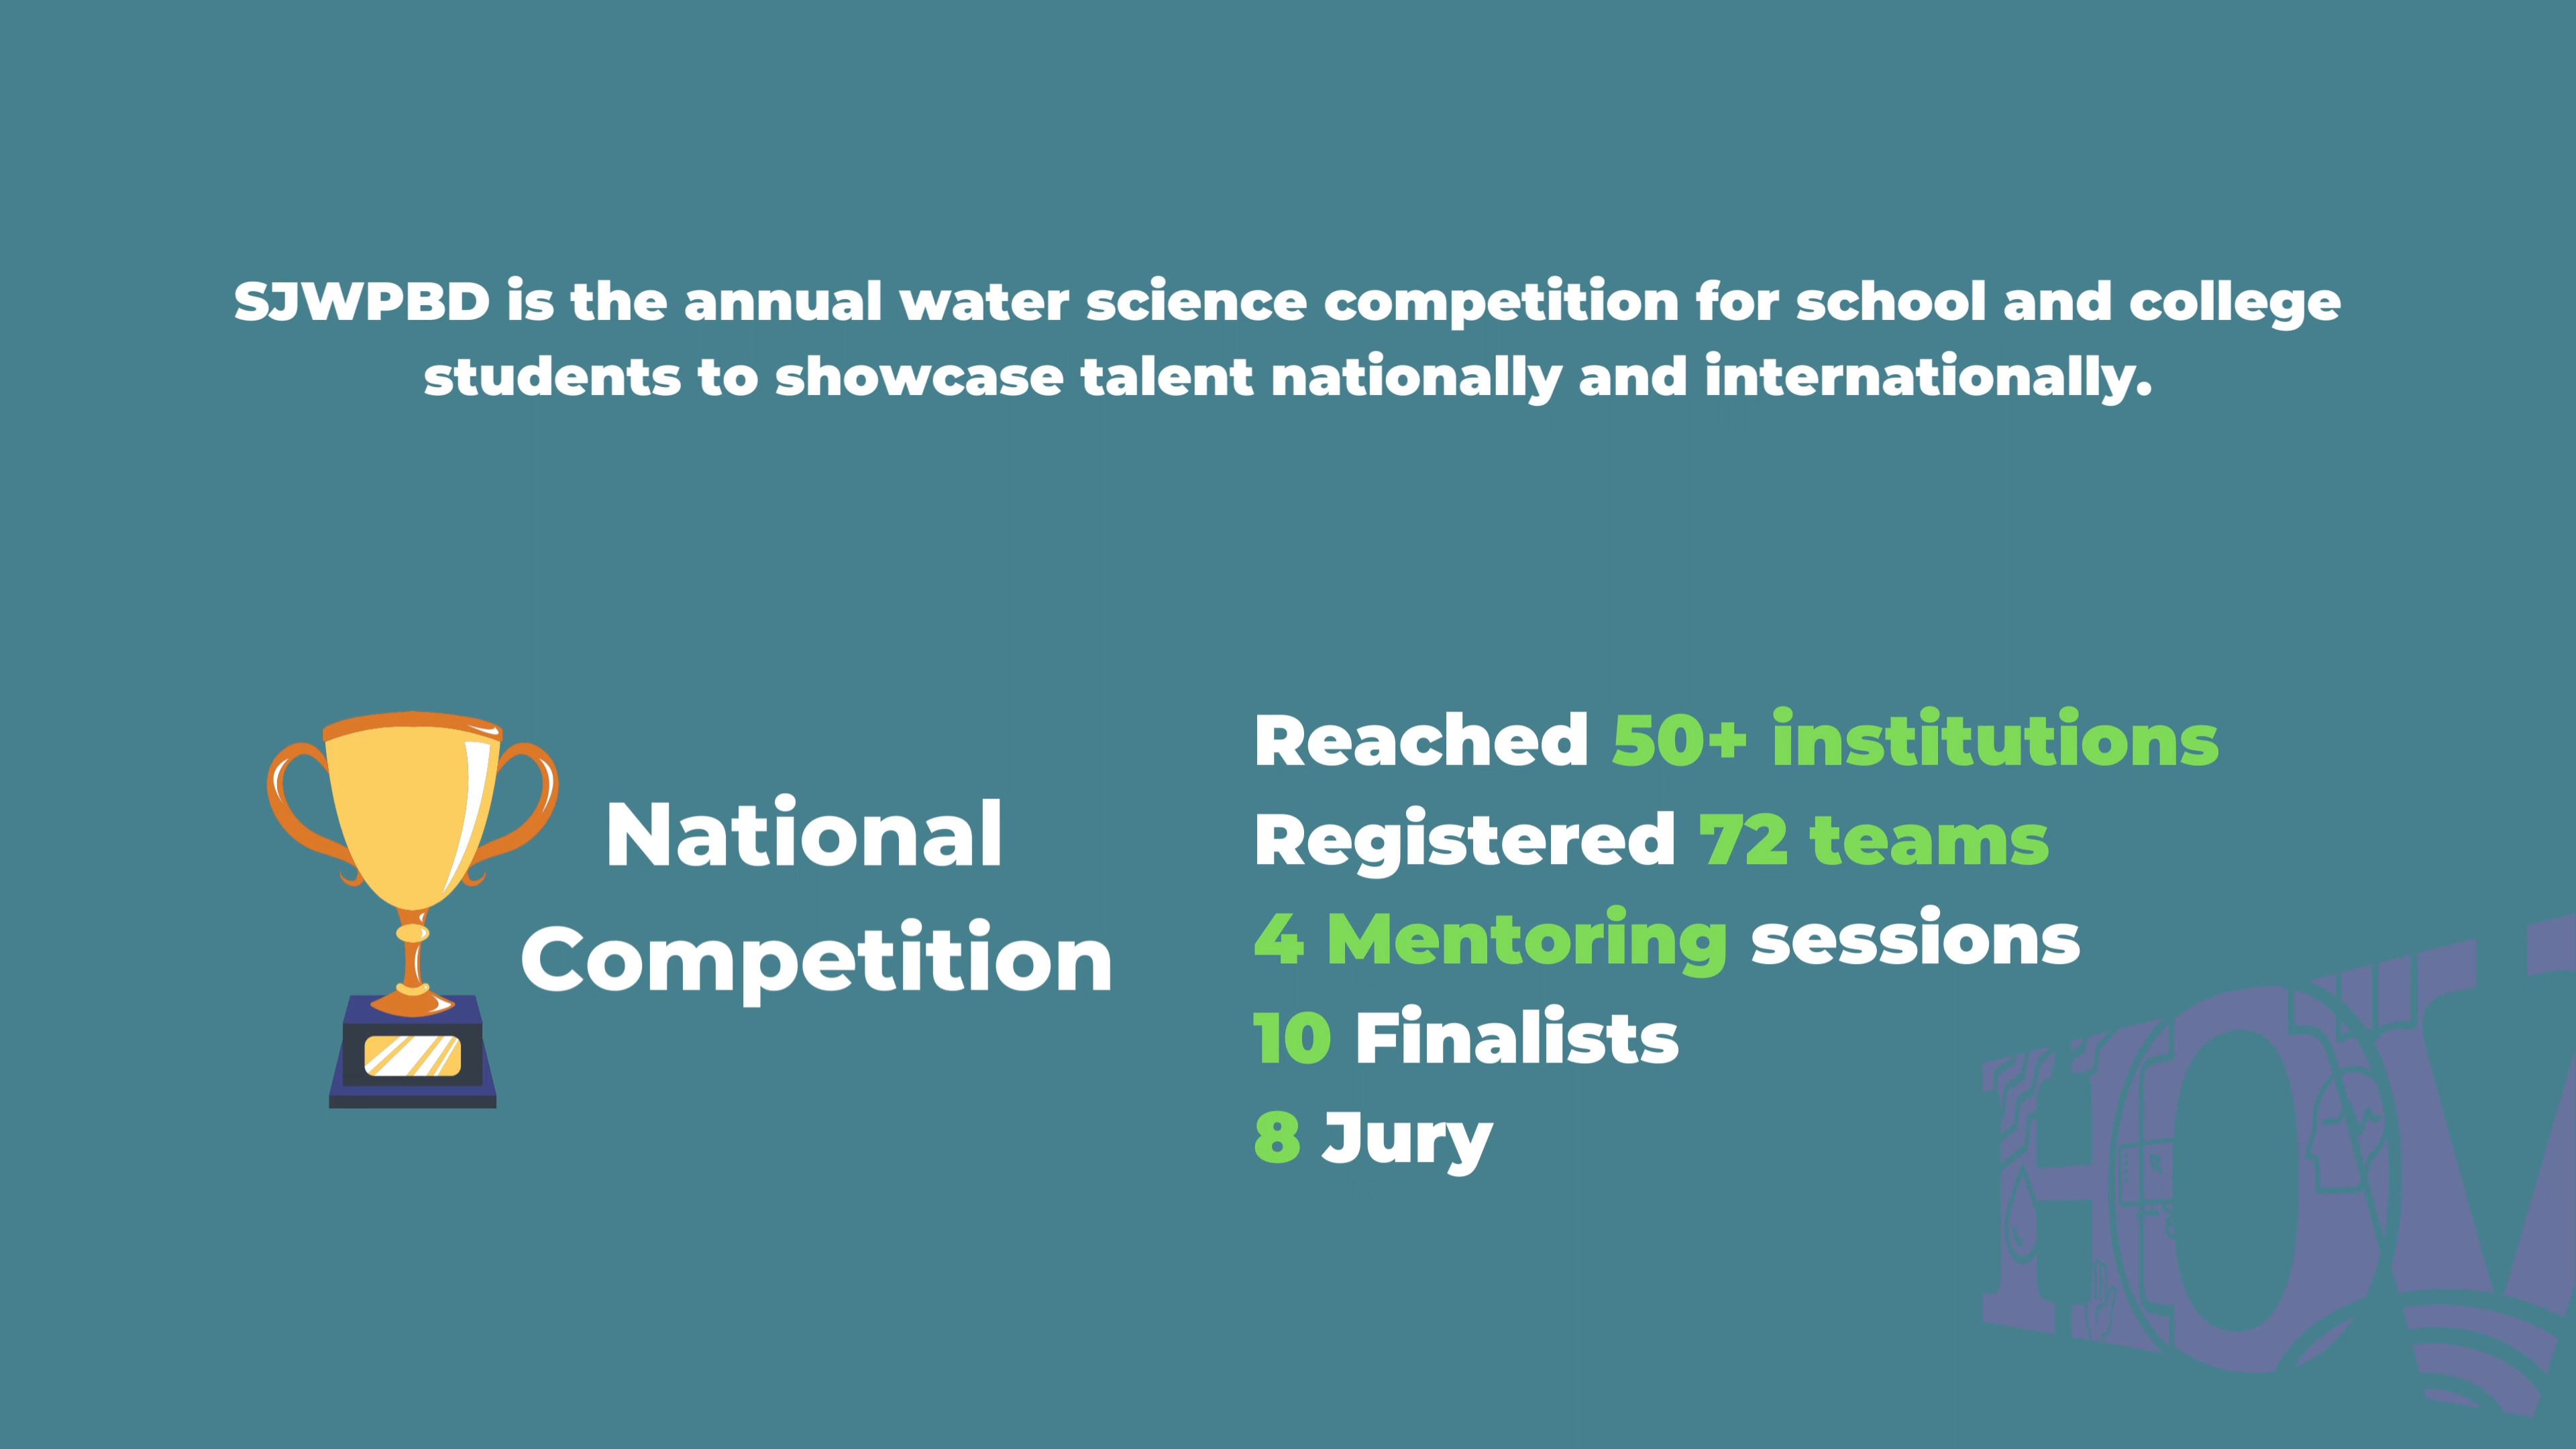 SJWPBD is the annual water science competition for school and college
students to showcase talent nationally and internationally.
National
Competition
Reached 50+ institutions
Registered 72 teams
4 Mentoring sessions
10 Finalists
8 Jury